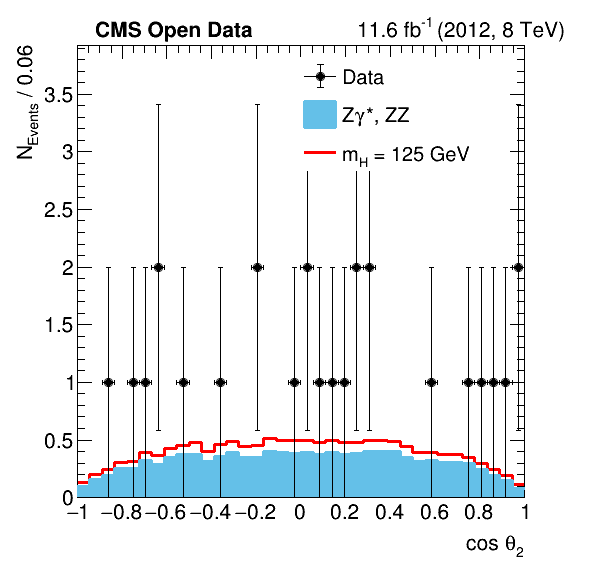 CMS Open Data 11.6 fb⁻¹ (2012, 8 TeV)
N_Events / 0.06
Data
Zγ*, ZZ
m_H = 125 GeV
3.5
3
2.5
2
1.5
1
0.5
0
−1 −0.8 −0.6 −0.4 −0.2 0 0.2 0.4 0.6 0.8 1
cos θ₂